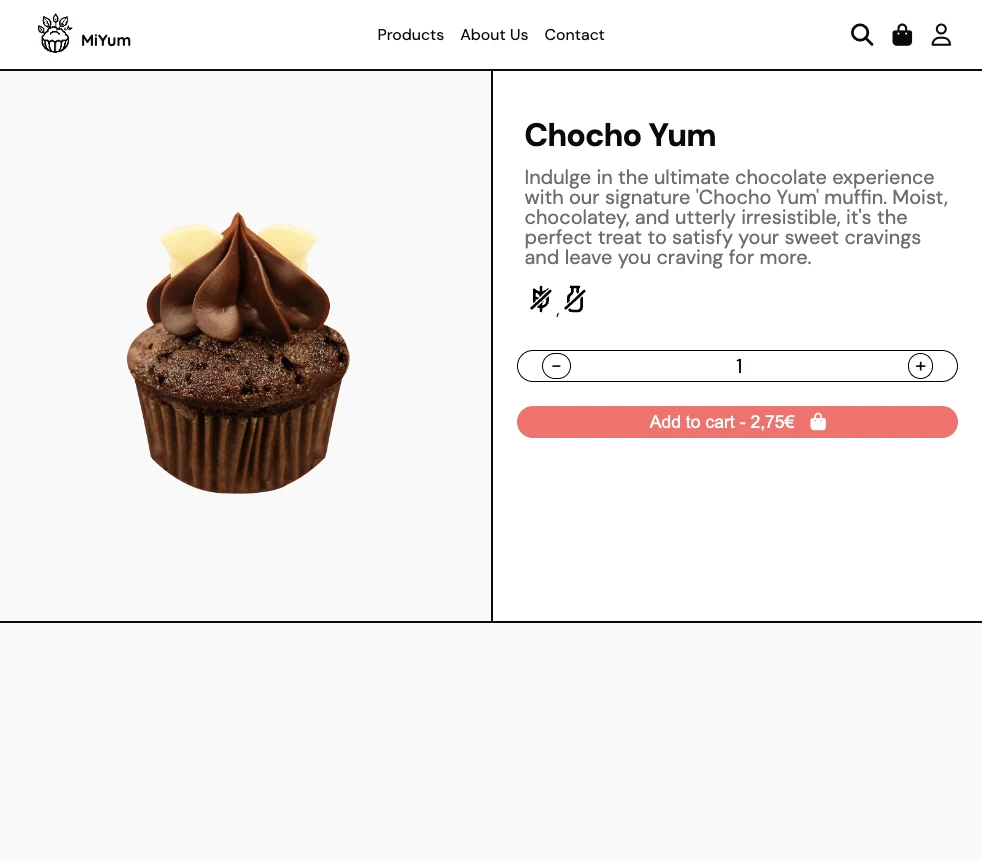 MiYum
Products About Us Contact
Chocho Yum
Indulge in the ultimate chocolate experience
with our signature 'Chocho Yum' muffin. Moist,
chocolatey, and utterly irresistible, it's the
perfect treat to satisfy your sweet cravings
and leave you craving for more.
,
− 1 +
Add to cart - 2,75€